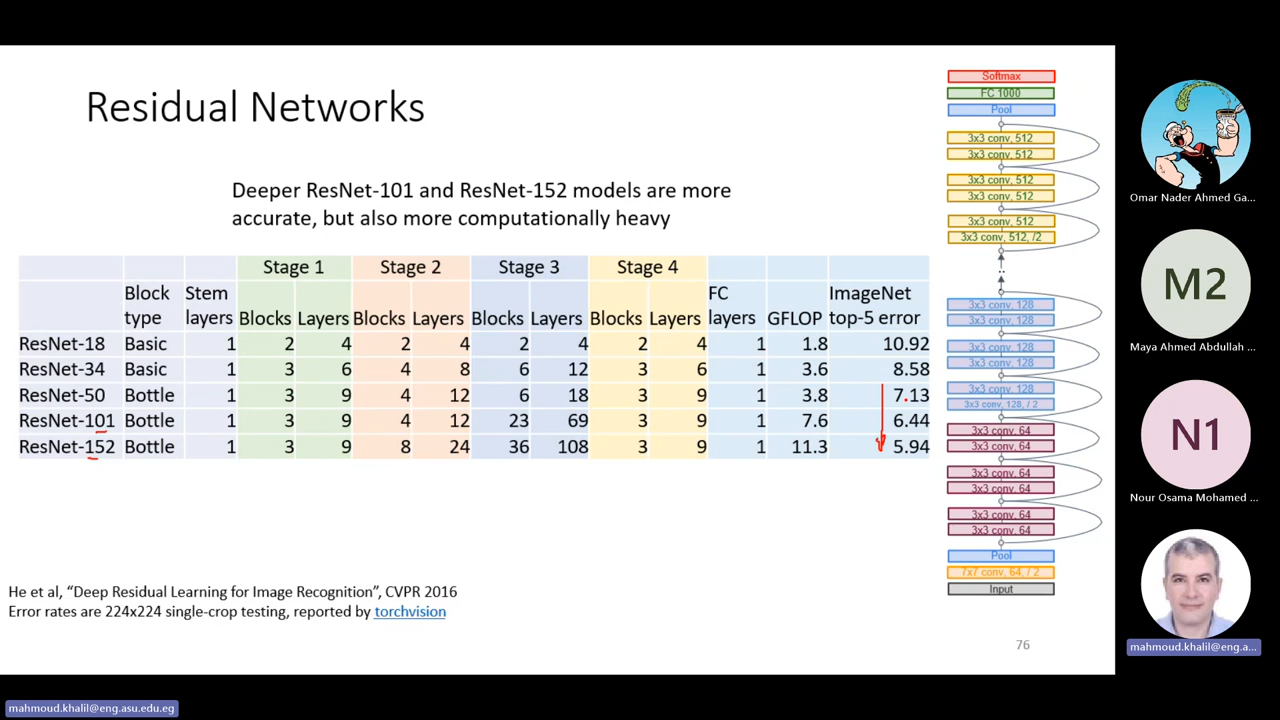 Residual Networks
Deeper ResNet-101 and ResNet-152 models are more
accurate, but also more computationally heavy
Stage 1 Stage 2 Stage 3 Stage 4
Block type Stem layers Blocks Layers Blocks Layers Blocks Layers Blocks Layers FC layers GFLOP ImageNet top-5 error
ResNet-18 Basic 1 2 4 2 4 2 4 2 4 1 1.8 10.92
ResNet-34 Basic 1 3 6 4 8 6 12 3 6 1 3.6 8.58
ResNet-50 Bottle 1 3 9 4 12 6 18 3 9 1 3.8 7.13
ResNet-101 Bottle 1 3 9 4 12 23 69 3 9 1 7.6 6.44
ResNet-152 Bottle 1 3 9 8 24 36 108 3 9 1 11.3 5.94
He et al, “Deep Residual Learning for Image Recognition”, CVPR 2016
Error rates are 224x224 single-crop testing, reported by torchvision
76
Softmax
FC 1000
Pool
3x3 conv, 512
3x3 conv, 512
3x3 conv, 512
3x3 conv, 512
3x3 conv, 512
3x3 conv, 512, /2
..
3x3 conv, 128
3x3 conv, 128
3x3 conv, 128
3x3 conv, 128
3x3 conv, 128
3x3 conv, 128, / 2
3x3 conv, 64
3x3 conv, 64
3x3 conv, 64
3x3 conv, 64
3x3 conv, 64
3x3 conv, 64
Pool
7x7 conv, 64, / 2
Input
Omar Nader Ahmed Ga...
M2
Maya Ahmed Abdullah ...
N1
Nour Osama Mohamed ...
mahmoud.khalil@eng.a...
mahmoud.khalil@eng.asu.edu.eg